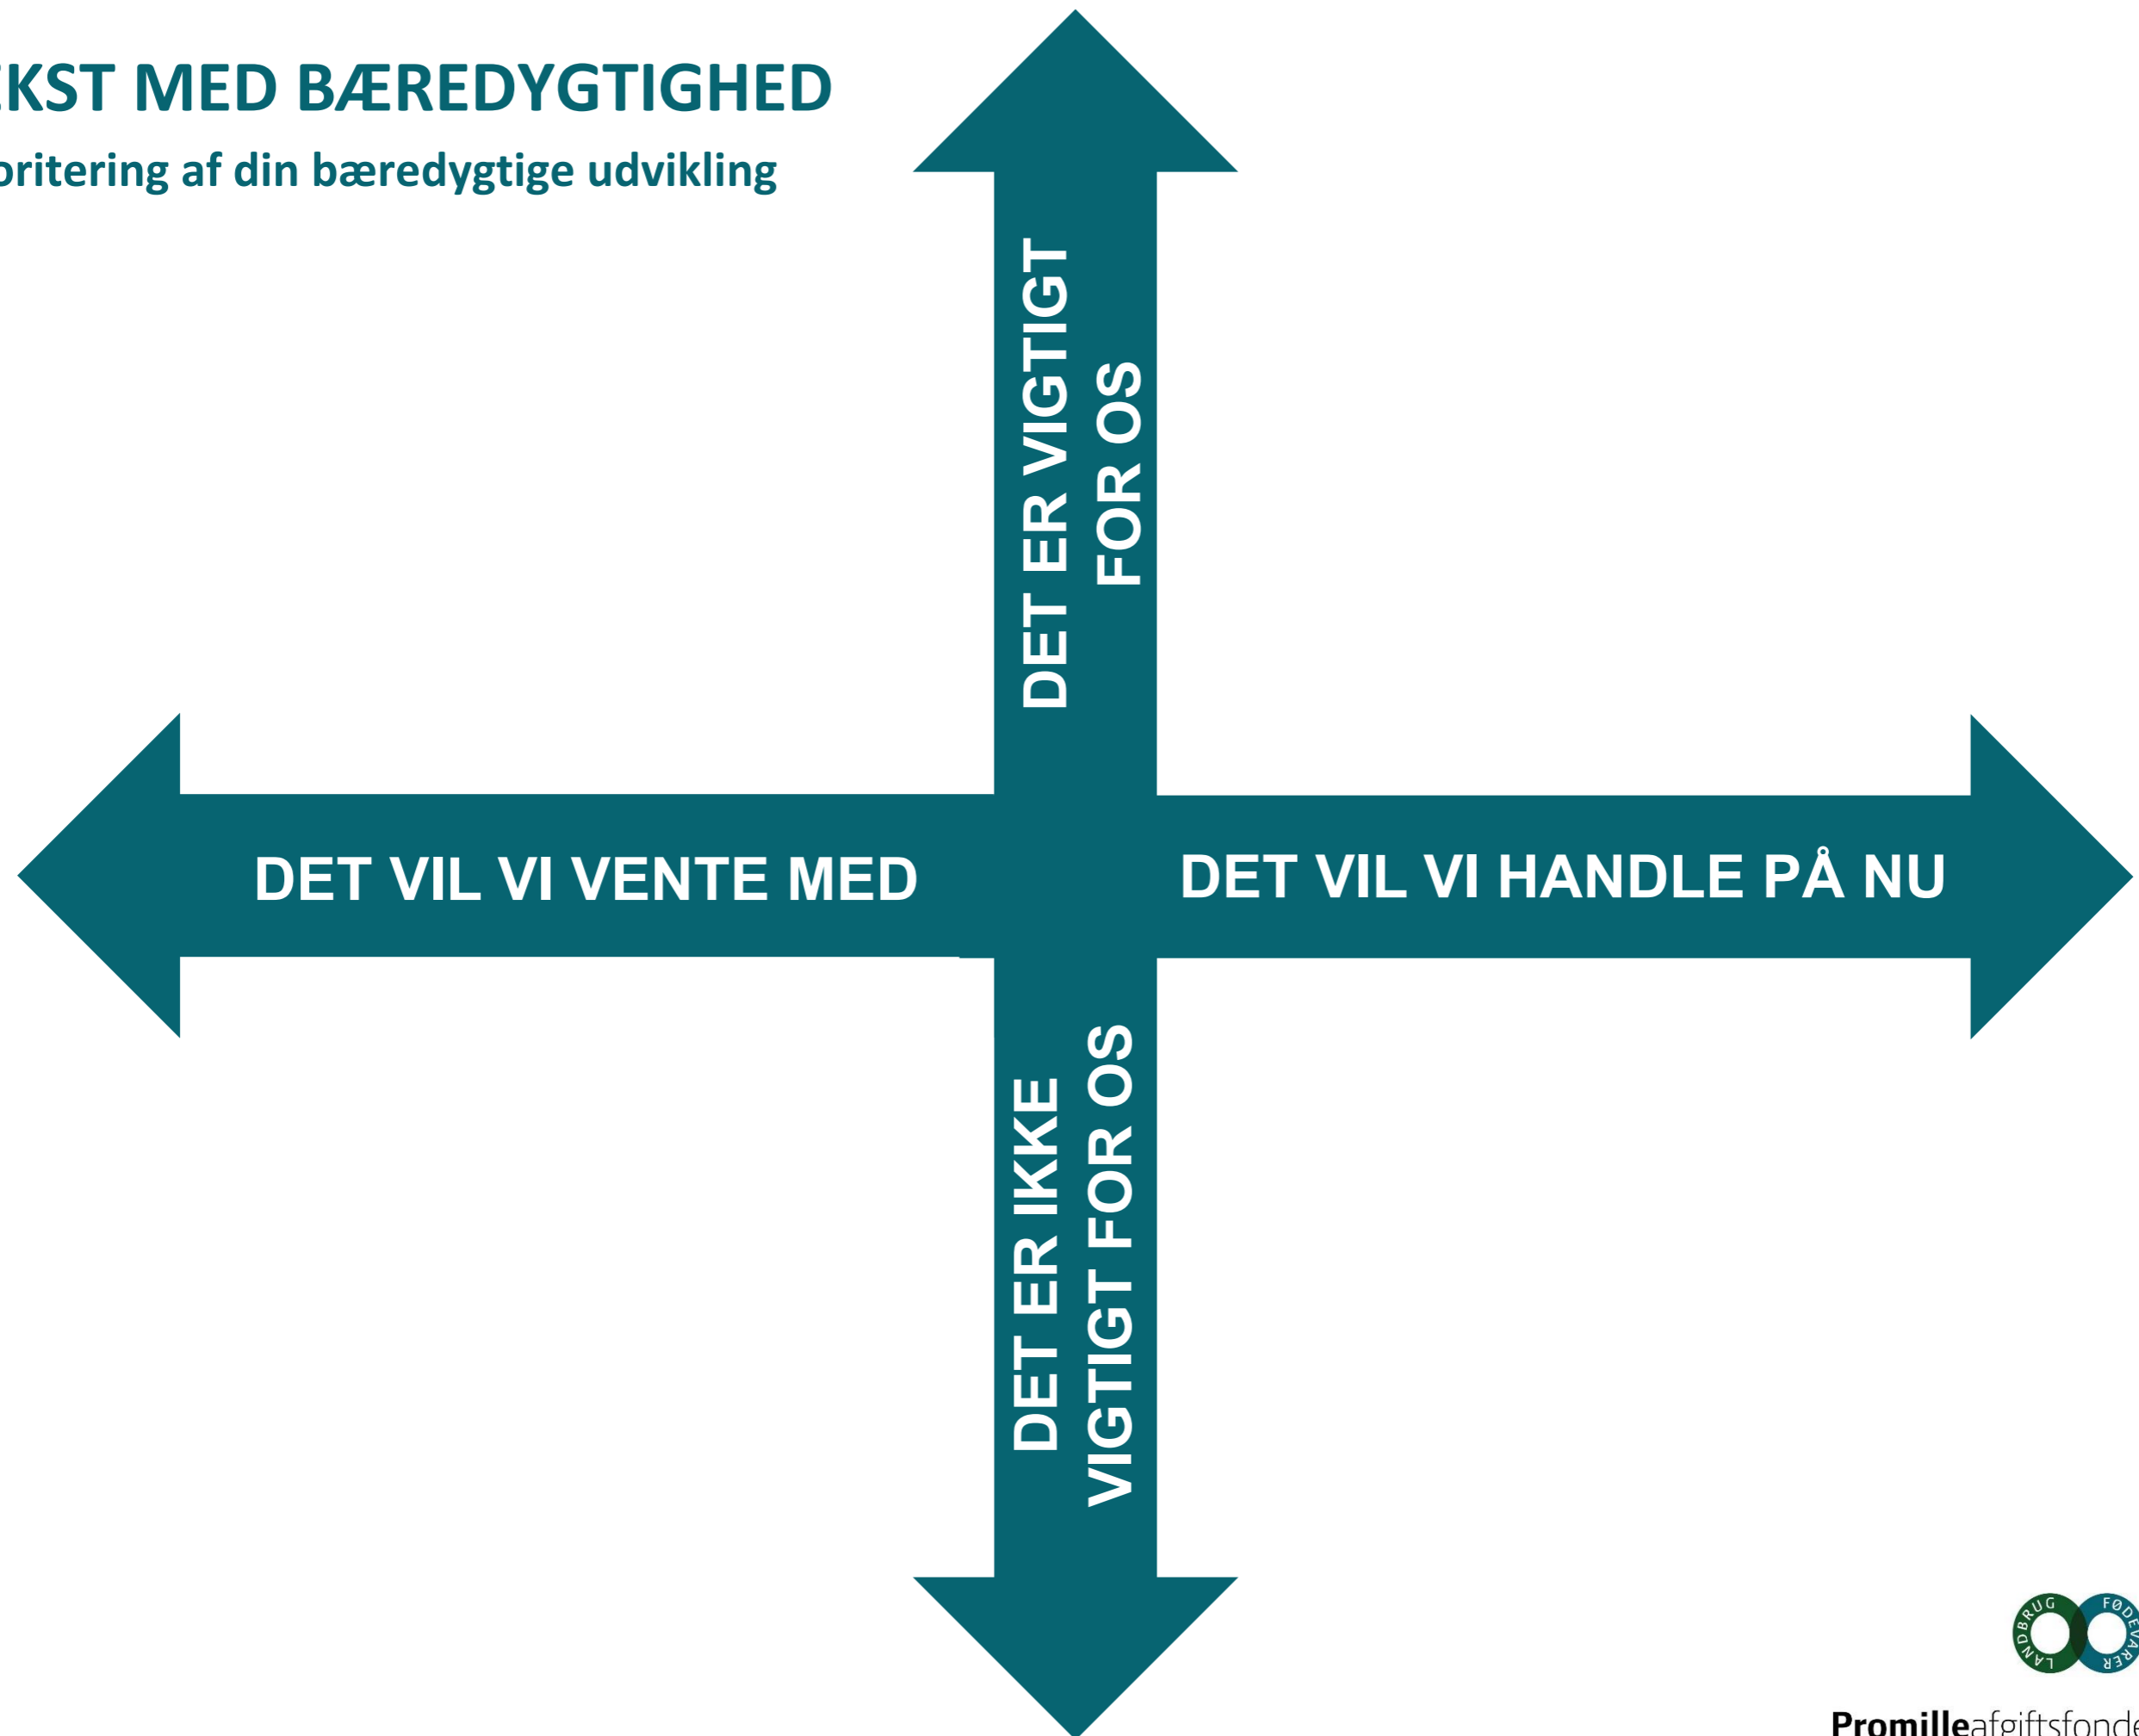 KST MED BÆREDYGTIGHED
oritering af din bæredygtige udvikling
DET ER VIGTIGT
FOR OS
DET VIL VI VENTE MED
DET VIL VI HANDLE PÅ NU
DET ER IKKE
VIGTIGT FOR OS
LANDBRUG
FØDEVARER
Promilleafgiftsfonde